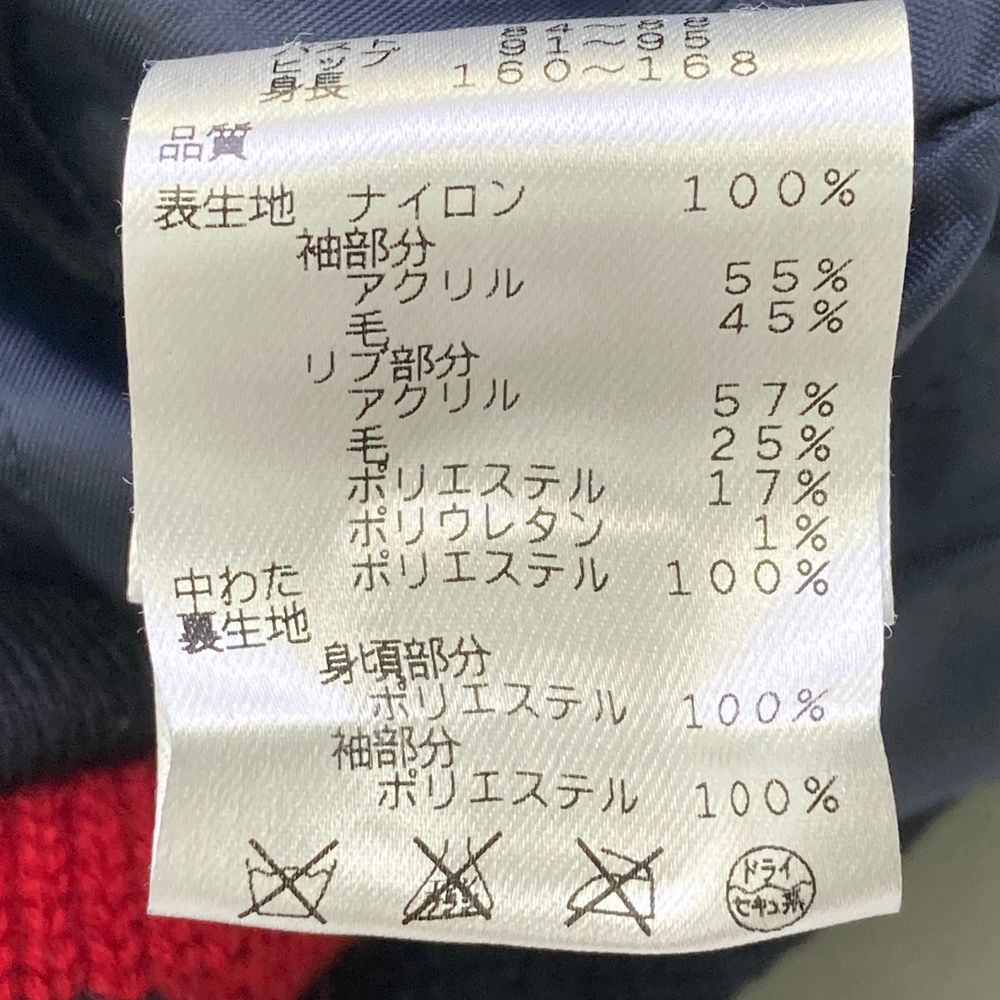 ヒップ 91～95
身長 160～168
品質
表生地 ナイロン 100%
袖部分
アクリル 55%
毛 45%
リブ部分
アクリル 57%
毛 25%
ポリエステル 17%
ポリウレタン 1%
中わた ポリエステル 100%
裏生地
身頃部分
ポリエステル 100%
袖部分
ポリエステル 100%
ドライ
セキユ系